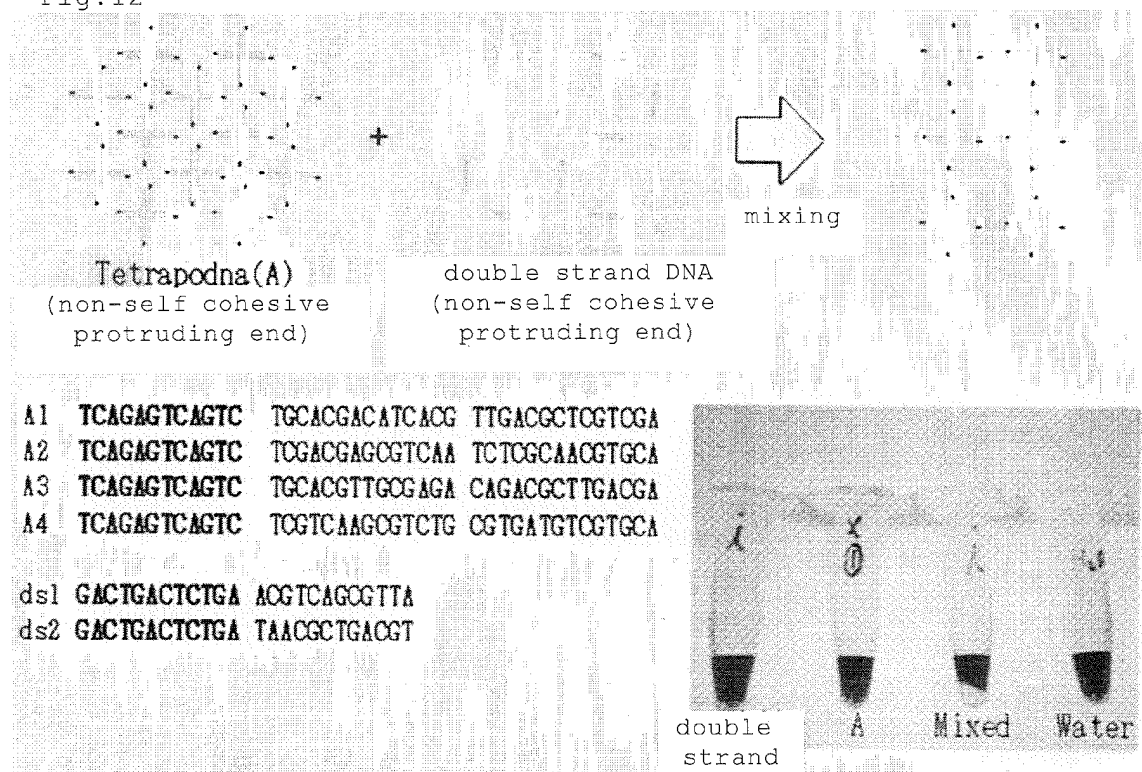 Fig.12
+
mixing
Tetrapodna(A)
(non-self cohesive
protruding end)
double strand DNA
(non-self cohesive
protruding end)
A1 TCAGAGTCAGTC TGCACGACATCACG TTGACGCTCGTCGA
A2 TCAGAGTCAGTC TCGACGAGCGTCAA TCTCGCAACGTGCA
A3 TCAGAGTCAGTC TGCACGTTGCGAGA CAGACGCTTGACGA
A4 TCAGAGTCAGTC TCGTCAAGCGTCTG CGTGATGTCGTGCA
ds1 GACTGACTCTGA ACGTCAGCGTTA
ds2 GACTGACTCTGA TAACGCTGACGT
double
strand
A
Mixed
Water